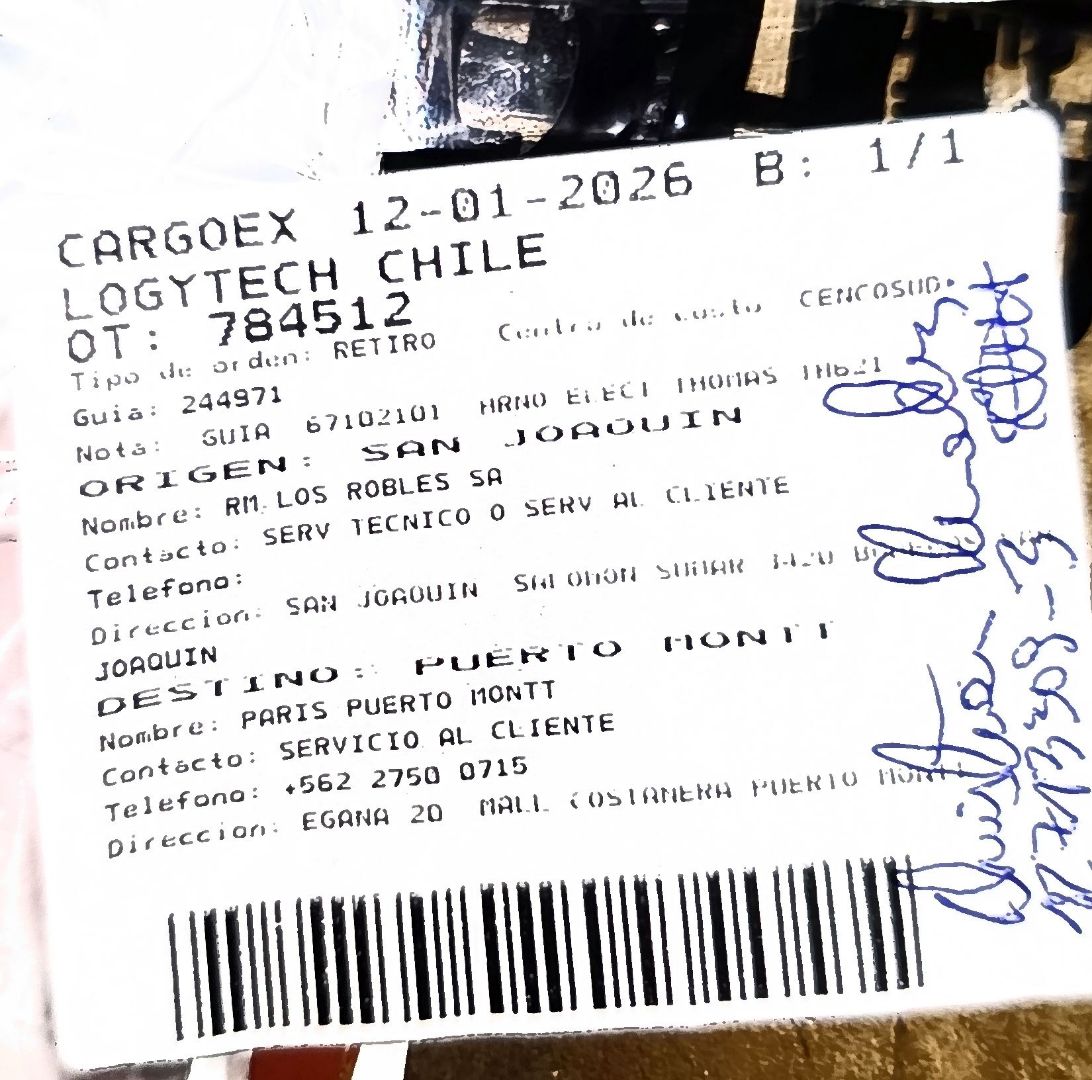 CARGOEX 12-01-2026 B: 1/1
LOGYTECH CHILE
OT: 784512
Tipo de orden: RETIRO Centro de costo CENCOSUD
Guia: 244971
Nota: GUIA 67102101 HRNO ELECT THOMAS TH621
ORIGEN: SAN JOAQUIN
Nombre: RM LOS ROBLES SA
Contacto: SERV TECNICO O SERV AL CLIENTE
Telefono:
Direccion: SAN JOAQUIN SALOMON SUMAR
JOAQUIN
DESTINO: PUERTO MONTT
Nombre: PARIS PUERTO MONTT
Contacto: SERVICIO AL CLIENTE
Telefono: +562 2750 0715
Direccion: EGANA 20 MALL COSTANERA PUERTO MONTT